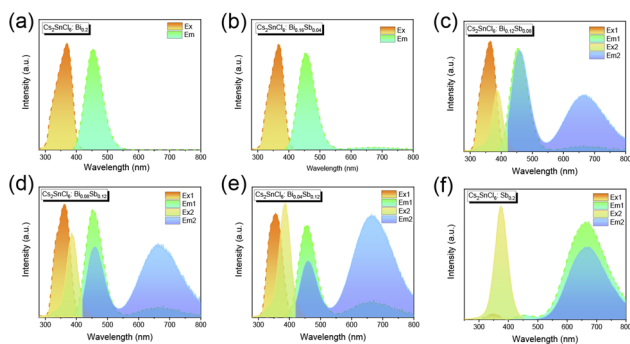 (a)
Cs2SnCl6: Bi0.2
Ex
Em
Intensity (a.u.)
300 400 500 600 700 800
Wavelength (nm)
(b)
Cs2SnCl6: Bi0.16Sb0.04
Ex
Em
Intensity (a.u.)
300 400 500 600 700 800
Wavelength (nm)
(c)
Cs2SnCl6: Bi0.12Sb0.08
Ex1
Em1
Ex2
Em2
Intensity (a.u.)
300 400 500 600 700 800
Wavelength (nm)
(d)
Cs2SnCl6: Bi0.08Sb0.12
Ex1
Em1
Ex2
Em2
Intensity (a.u.)
300 400 500 600 700 800
Wavelength (nm)
(e)
Cs2SnCl6: Bi0.04Sb0.12
Ex1
Em1
Ex2
Em2
Intensity (a.u.)
300 400 500 600 700 800
Wavelength (nm)
(f)
Cs2SnCl6: Sb0.2
Ex1
Em1
Ex2
Em2
Intensity (a.u.)
300 400 500 600 700 800
Wavelength (nm)